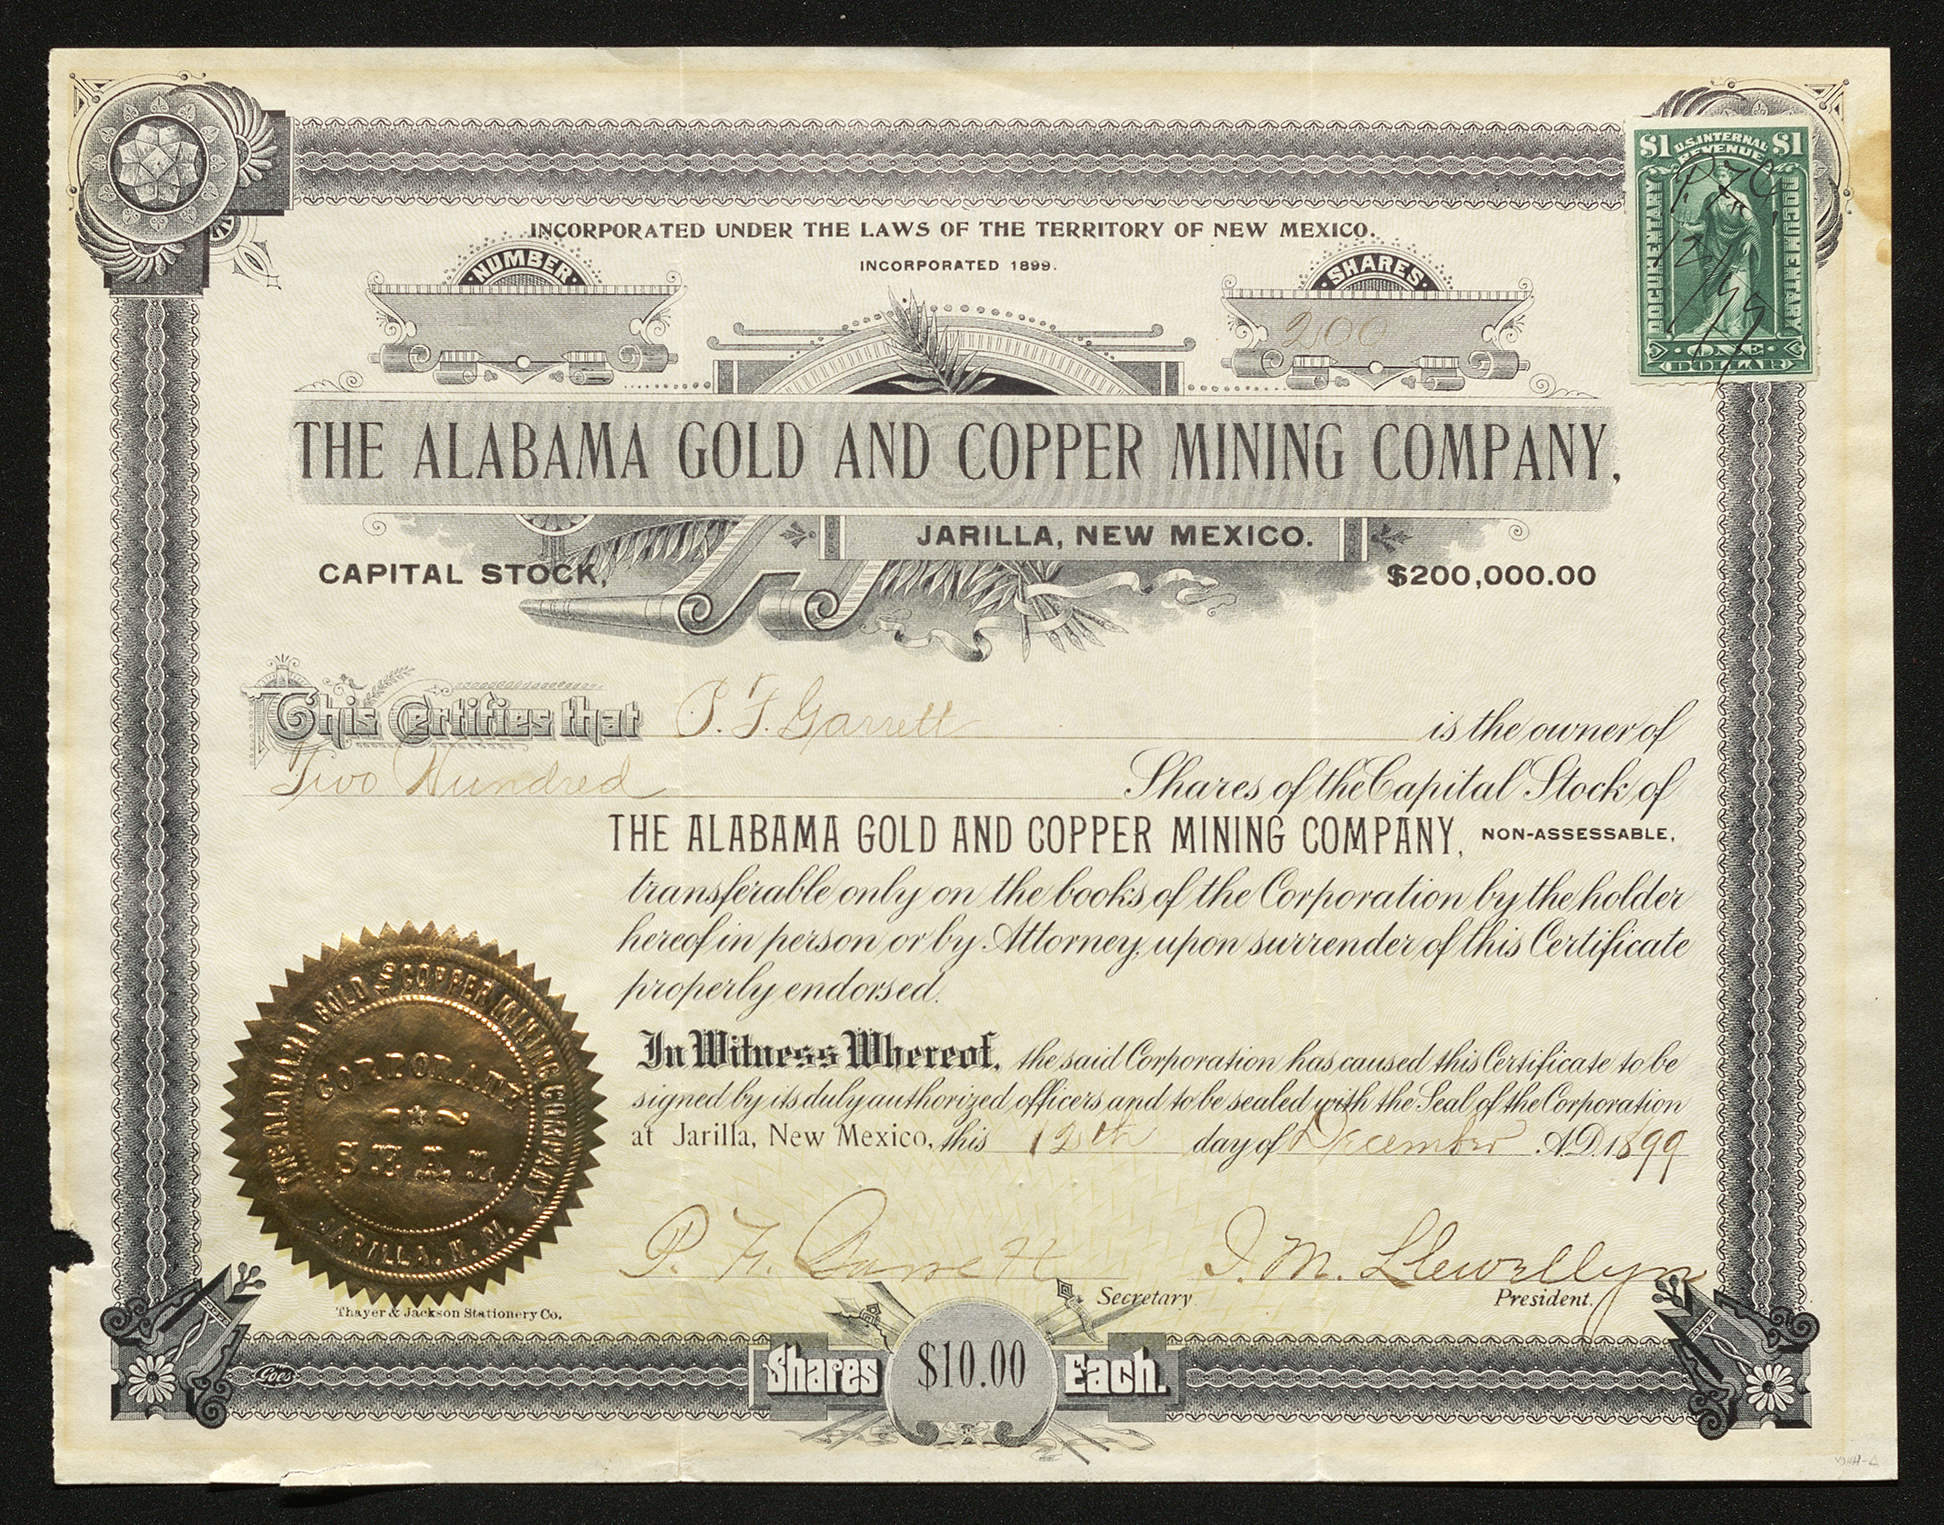 INCORPORATED UNDER THE LAWS OF THE TERRITORY OF NEW MEXICO.
INCORPORATED 1899.
NUMBER
SHARES
200
$1 U.S. INTERNAL REVENUE $1
DOCUMENTARY
DOCUMENTARY
P. F. G.
12/12/99
ONE
DOLLAR
THE ALABAMA GOLD AND COPPER MINING COMPANY,
JARILLA, NEW MEXICO.
CAPITAL STOCK, $200,000.00
This Certifies that P. F. Garrett is the owner of
Two Hundred Shares of the Capital Stock of
THE ALABAMA GOLD AND COPPER MINING COMPANY, NON-ASSESSABLE,
transferable only on the books of the Corporation by the holder
hereof in person or by Attorney, upon surrender of this Certificate
properly endorsed.
In Witness Whereof, the said Corporation has caused this Certificate to be
signed by its duly authorized officers and to be sealed with the Seal of the Corporation
at Jarilla, New Mexico, this 12th day of December A.D. 1899
THE ALABAMA GOLD AND COPPER MINING COMPANY,
CORPORATE
SEAL
JARILLA, N. M.
P. F. Garrett
Secretary
I. M. Llewellyn
President.
Thayer & Jackson Stationery Co.
Goes
Shares $10.00 Each.